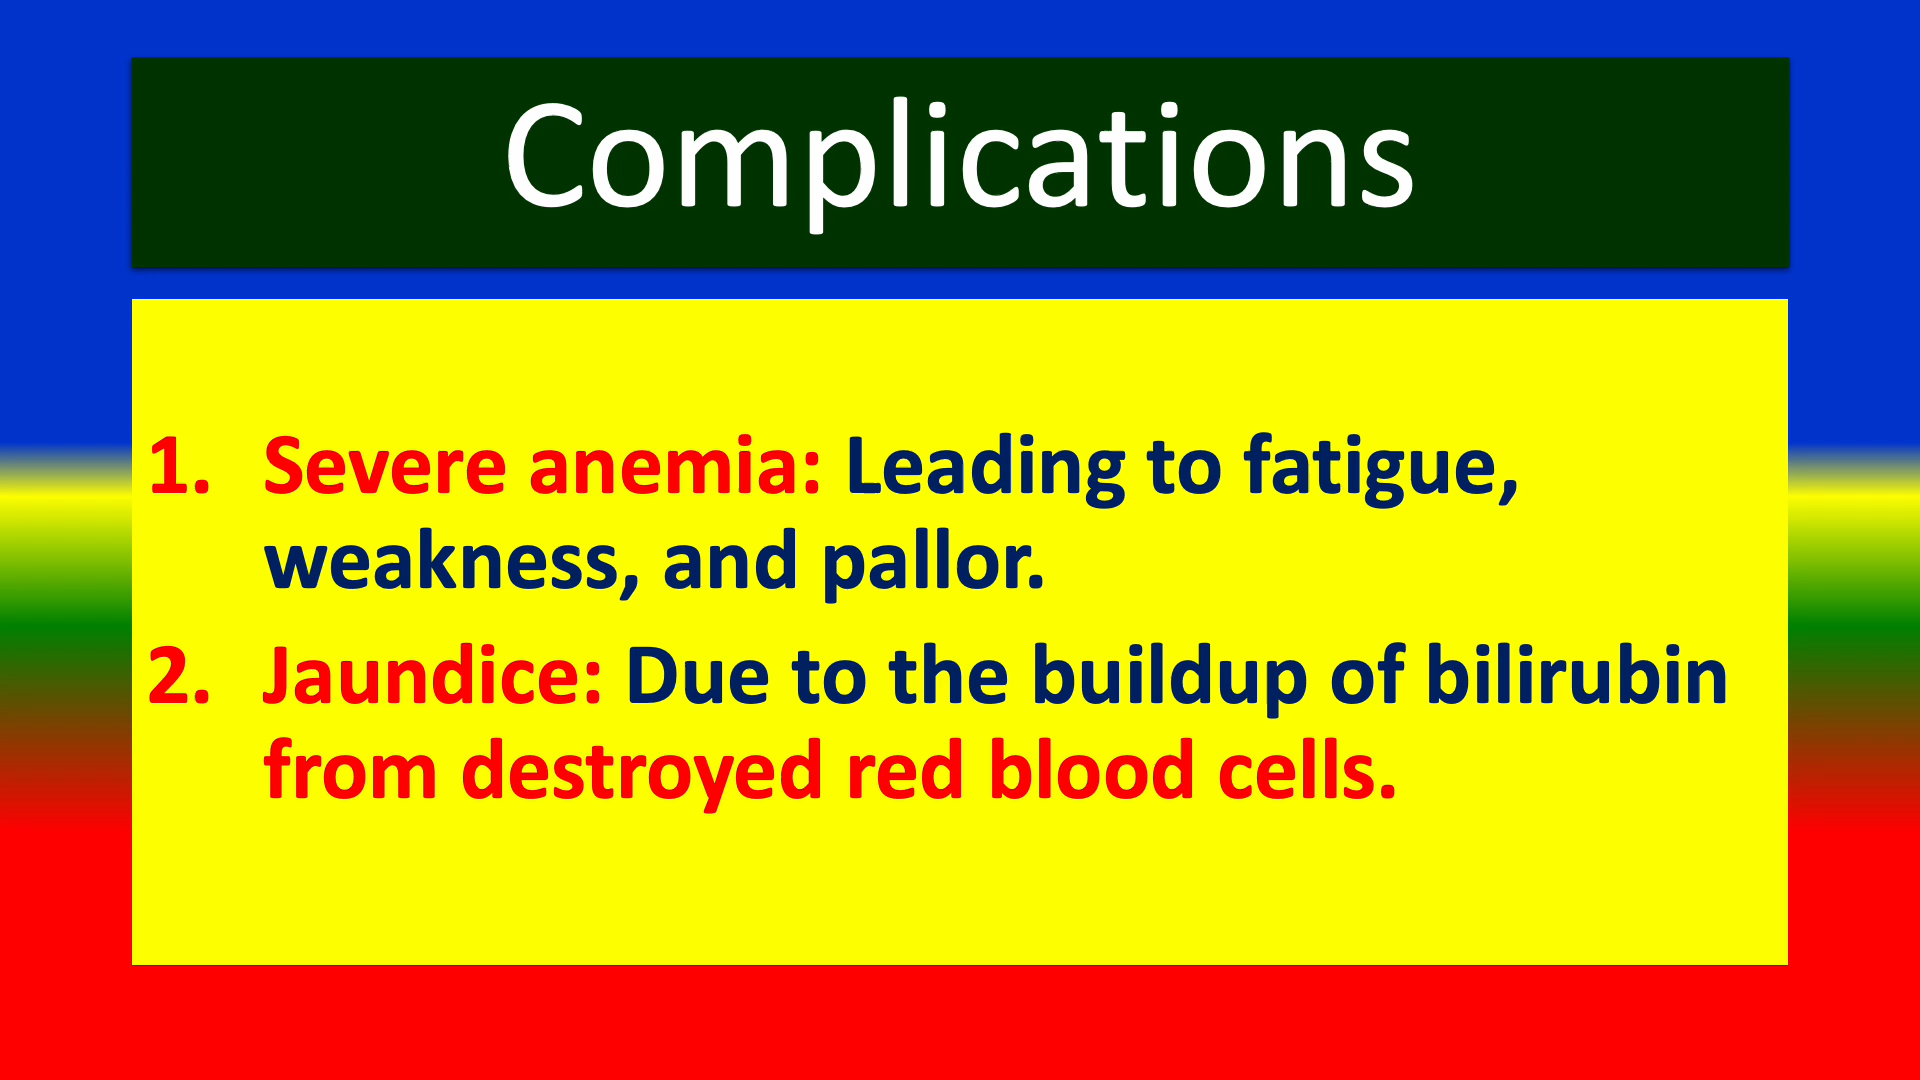 Complications
1. Severe anemia: Leading to fatigue,
weakness, and pallor.
2. Jaundice: Due to the buildup of bilirubin
from destroyed red blood cells.